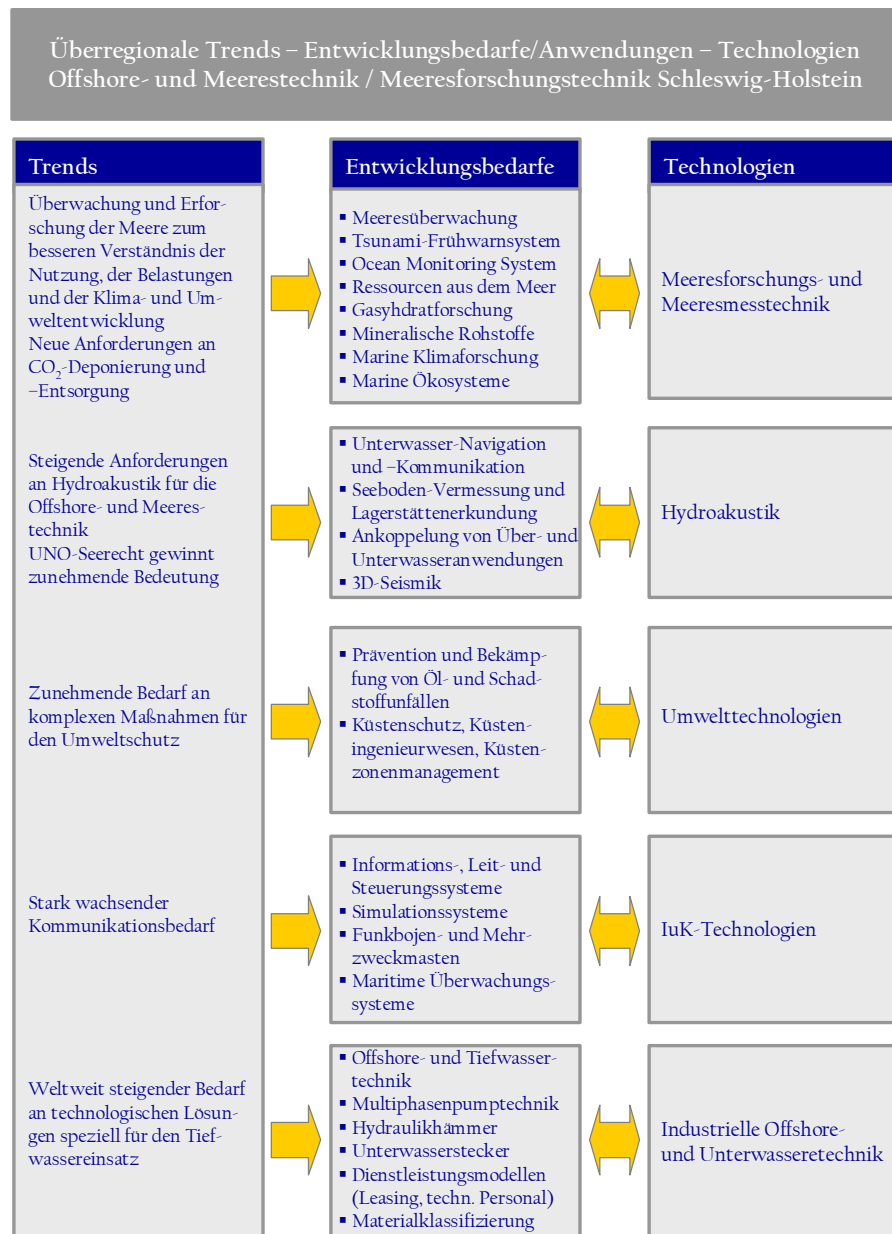 Überregionale Trends – Entwicklungsbedarfe/Anwendungen – Technologien
Offshore- und Meerestechnik / Meeresforschungstechnik Schleswig-Holstein
Trends
Entwicklungsbedarfe
Technologien
Überwachung und Erfor-
schung der Meere zum
besseren Verständnis der
Nutzung, der Belastungen
und der Klima- und Um-
weltentwicklung
Neue Anforderungen an
CO₂-Deponierung und
–Entsorgung
▪ Meeresüberwachung
▪ Tsunami-Frühwarnsystem
▪ Ocean Monitoring System
▪ Ressourcen aus dem Meer
▪ Gasyhdratforschung
▪ Mineralische Rohstoffe
▪ Marine Klimaforschung
▪ Marine Ökosysteme
Meeresforschungs- und
Meeresmesstechnik
Steigende Anforderungen
an Hydroakustik für die
Offshore- und Meeres-
technik
UNO-Seerecht gewinnt
zunehmende Bedeutung
▪ Unterwasser-Navigation
und –Kommunikation
▪ Seeboden-Vermessung und
Lagerstättenerkundung
▪ Ankoppelung von Über- und
Unterwasseranwendungen
▪ 3D-Seismik
Hydroakustik
Zunehmende Bedarf an
komplexen Maßnahmen für
den Umweltschutz
▪ Prävention und Bekämp-
fung von Öl- und Schad-
stoffunfällen
▪ Küstenschutz, Küsten-
ingenieurwesen, Küsten-
zonenmanagement
Umwelttechnologien
Stark wachsender
Kommunikationsbedarf
▪ Informations-, Leit- und
Steuerungssysteme
▪ Simulationssysteme
▪ Funkbojen- und Mehr-
zweckmasten
▪ Maritime Überwachungs-
systeme
IuK-Technologien
Weltweit steigender Bedarf
an technologischen Lösun-
gen speziell für den Tief-
wassereinsatz
▪ Offshore- und Tiefwasser-
technik
▪ Multiphasenpumptechnik
▪ Hydraulikhämmer
▪ Unterwasserstecker
▪ Dienstleistungsmodellen
(Leasing, techn. Personal)
▪ Materialklassifizierung
Industrielle Offshore-
und Unterwasseretechnik